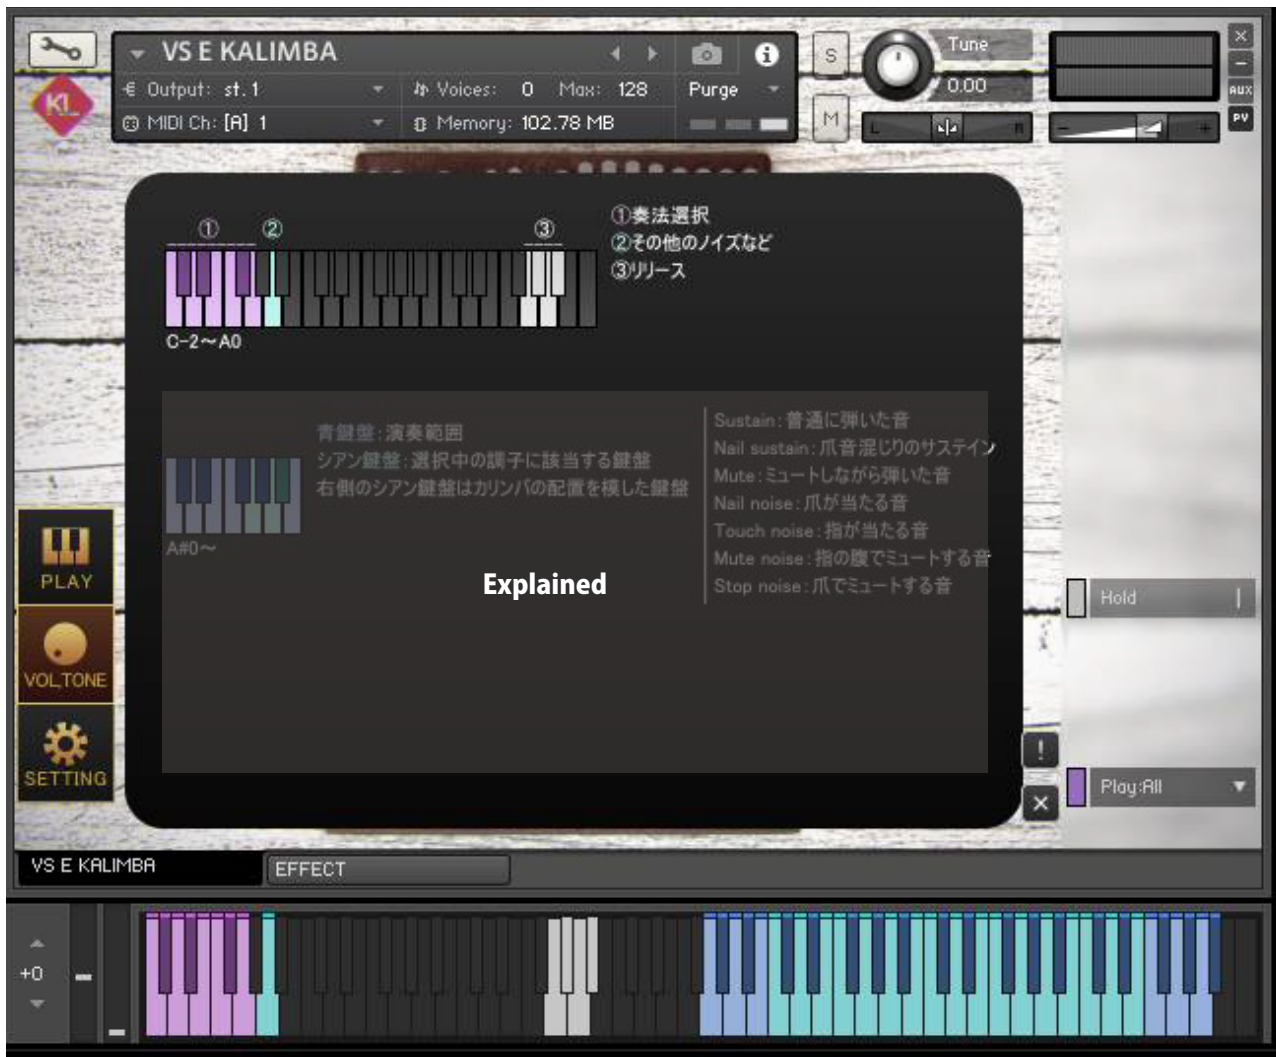 VS E KALIMBA
Output: st. 1
Voices: 0 Max: 128
Purge
MIDI Ch: [A] 1
Memory: 102.78 MB
KL
S
M
Tune
0.00
L
R
AUX
PV
① ② ③
①奏法選択
②その他のノイズなど
③リリース
C-2～A0
青鍵盤:演奏範囲
シアン鍵盤:選択中の調子に該当する鍵盤
右側のシアン鍵盤はカリンバの配置を模した鍵盤
A#0～
Sustain:普通に弾いた音
Nail sustain:爪音混じりのサステイン
Mute:ミュートしながら弾いた音
Nail noise:爪が当たる音
Touch noise:指が当たる音
Mute noise:指の腹でミュートする音
Stop noise:爪でミュートする音
Explained
PLAY
VOL,TONE
SETTING
Hold
Play:All
VS E KALIMBA
EFFECT
+0